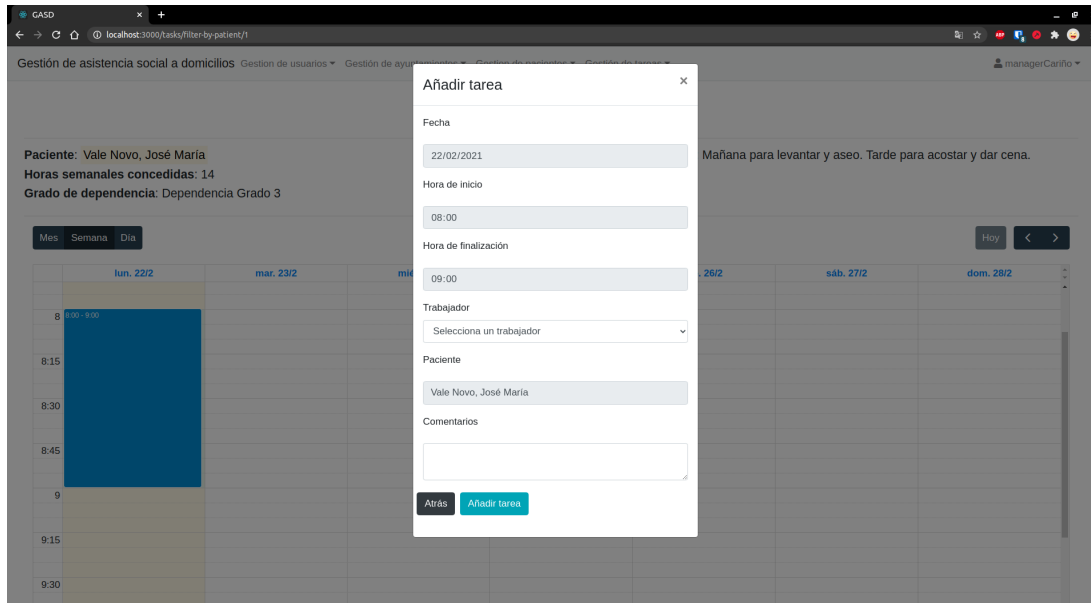 GASD
localhost:3000/tasks/filter-by-patient/1
Gestión de asistencia social a domicilios Gestion de usuarios Gestión de ayuntamientos Gestion de pacientes Gestión de tareas managerCariño
Añadir tarea ×
Fecha
22/02/2021
Paciente: Vale Novo, José María
Mañana para levantar y aseo. Tarde para acostar y dar cena.
Horas semanales concedidas: 14
Grado de dependencia: Dependencia Grado 3
Hora de inicio
08:00
Hora de finalización
09:00
Trabajador
Selecciona un trabajador
Paciente
Vale Novo, José María
Comentarios
Atrás Añadir tarea
Mes Semana Día
Hoy
lun. 22/2 mar. 23/2 mié 26/2 sáb. 27/2 dom. 28/2
8 8:00 - 9:00
8:15
8:30
8:45
9
9:15
9:30